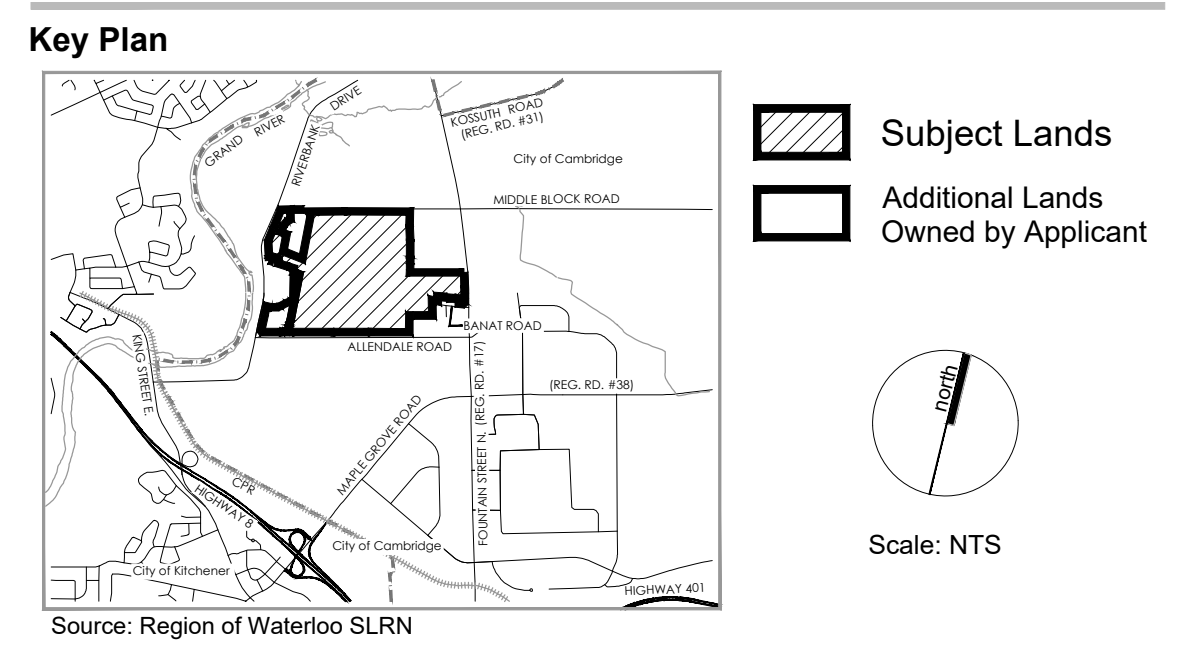 Key Plan
GRAND RIVER
RIVERBANK DRIVE
KOSSUTH ROAD
(REG. RD. #31)
City of Cambridge
MIDDLE BLOCK ROAD
BANAT ROAD
ALLENDALE ROAD
KING STREET E.
(REG. RD. #38)
MAPLE GROVE ROAD
FOUNTAIN STREET N. (REG. RD. #17)
CPR
HIGHWAY 8
City of Cambridge
City of Kitchener
HIGHWAY 401
Source: Region of Waterloo SLRN
Subject Lands
Additional Lands
Owned by Applicant
north
Scale: NTS